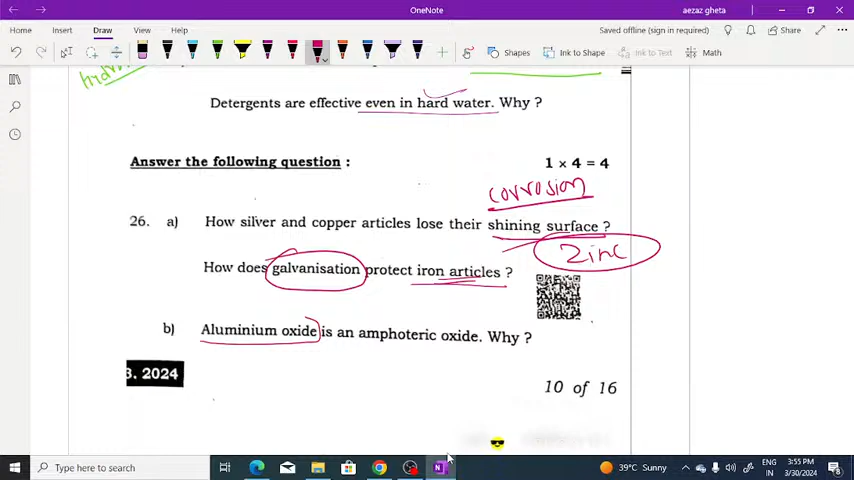 OneNote
aezaz gheta
Home Insert Draw View Help Saved offline (sign in required) Share
Shapes Ink to Shape Ink to Text Math
Detergents are effective even in hard water. Why ?
Answer the following question : 1 × 4 = 4
corrosion
26. a) How silver and copper articles lose their shining surface ?
Zinc
How does galvanisation protect iron articles ?
b) Aluminium oxide is an amphoteric oxide. Why ?
3. 2024
10 of 16
Type here to search 39°C Sunny ENG IN 3:55 PM 3/30/2024 8